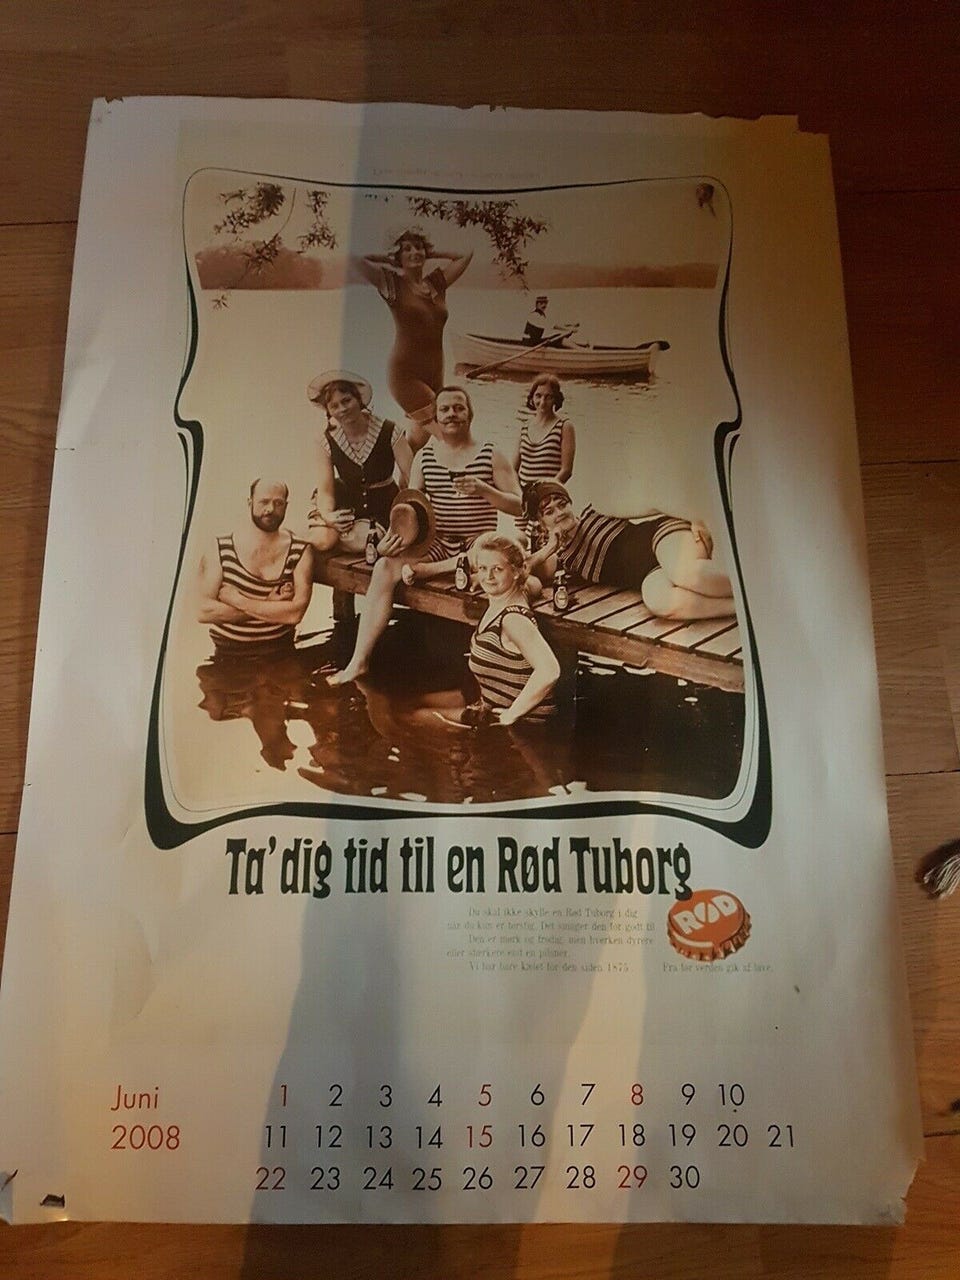 Ta' dig tid til en Rød Tuborg
RØD
Du skal ikke skylle en Rød Tuborg i dig
når du kun er tørstig. Det smager den for godt til.
Den er mørk og frodig, men hverken dyrere
eller stærkere end en pilsner.
Vi har bare kælet for den siden 1875.
Fra før verden gik af lave.
Juni
2008
1 2 3 4 5 6 7 8 9 10
11 12 13 14 15 16 17 18 19 20 21
22 23 24 25 26 27 28 29 30